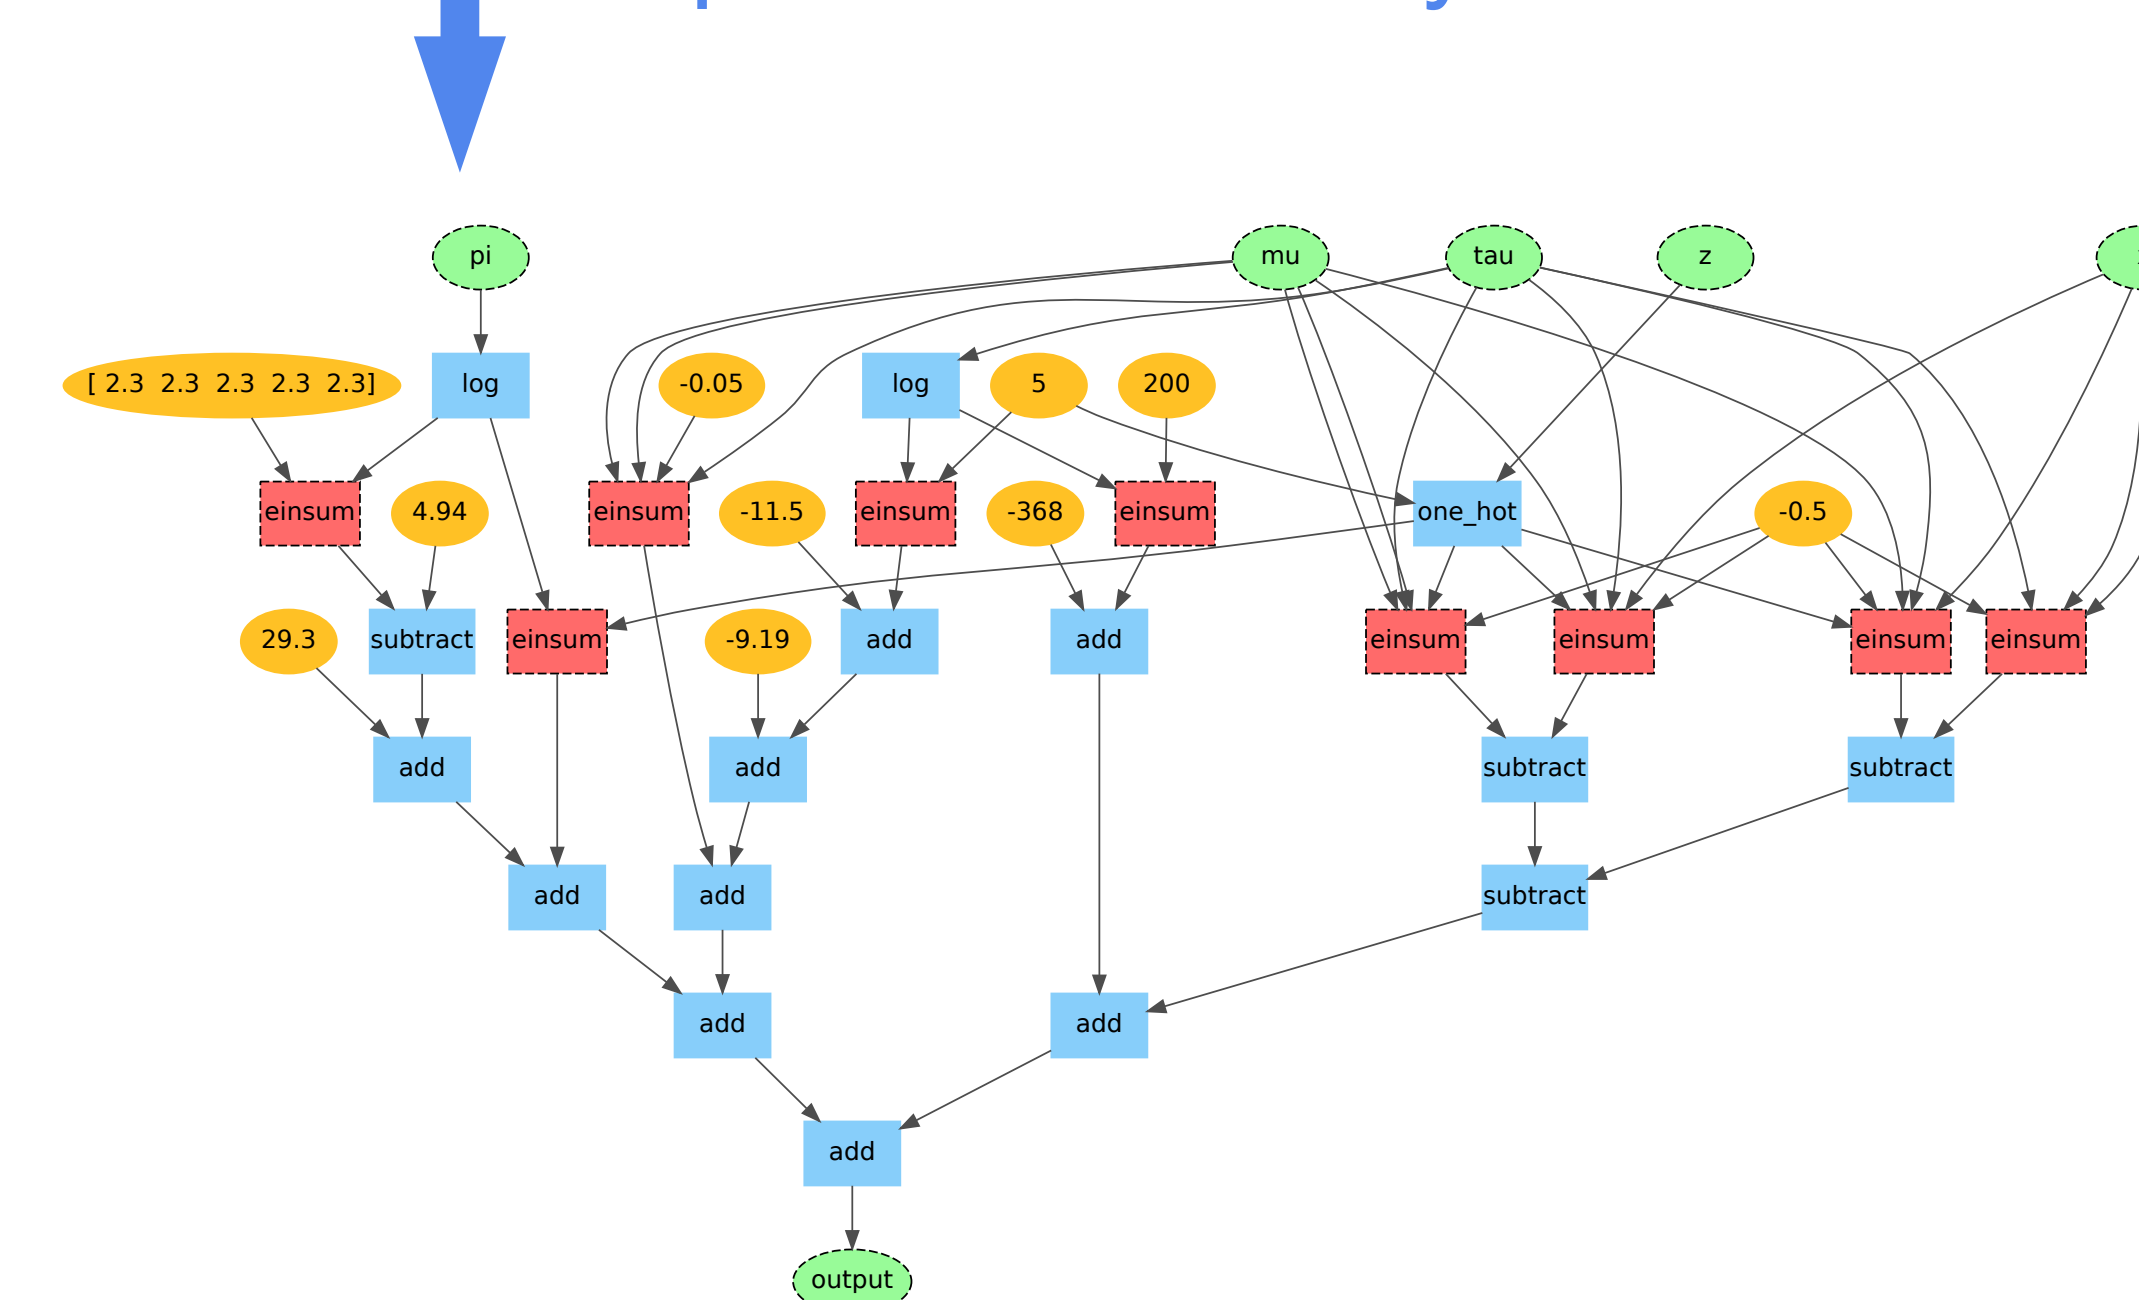 pi
mu
tau
z
[ 2.3  2.3  2.3  2.3  2.3]
log
-0.05
log
5
200
einsum
4.94
einsum
-11.5
einsum
-368
einsum
one_hot
-0.5
29.3
subtract
einsum
-9.19
add
add
einsum
einsum
einsum
einsum
add
add
subtract
subtract
add
add
subtract
add
add
add
output